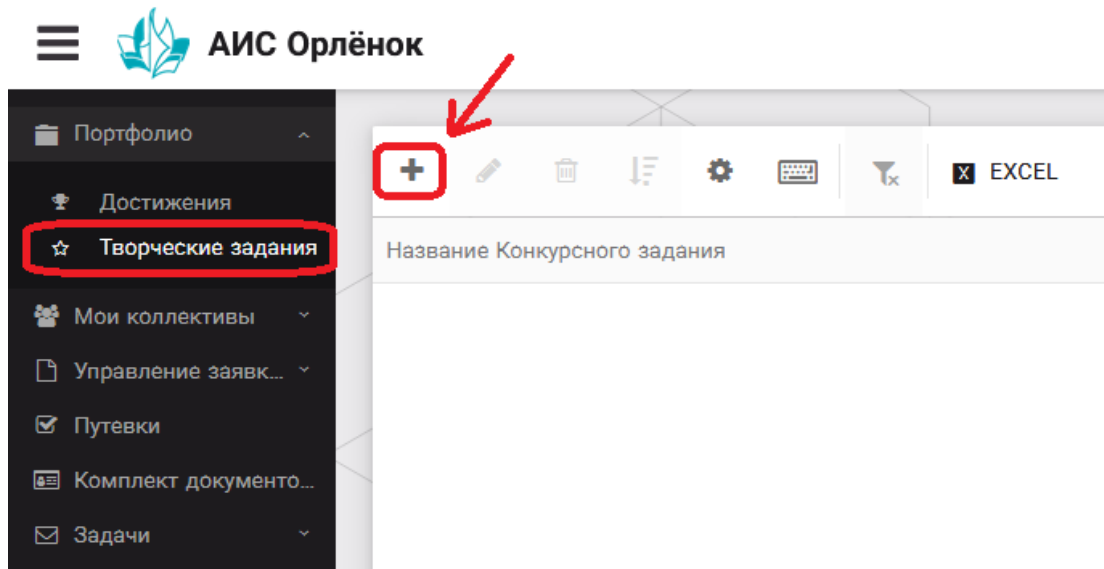 АИС Орлёнок
Портфолио
Достижения
Творческие задания
Мои коллективы
Управление заявк...
Путевки
Комплект документо...
Задачи
X EXCEL
Название Конкурсного задания